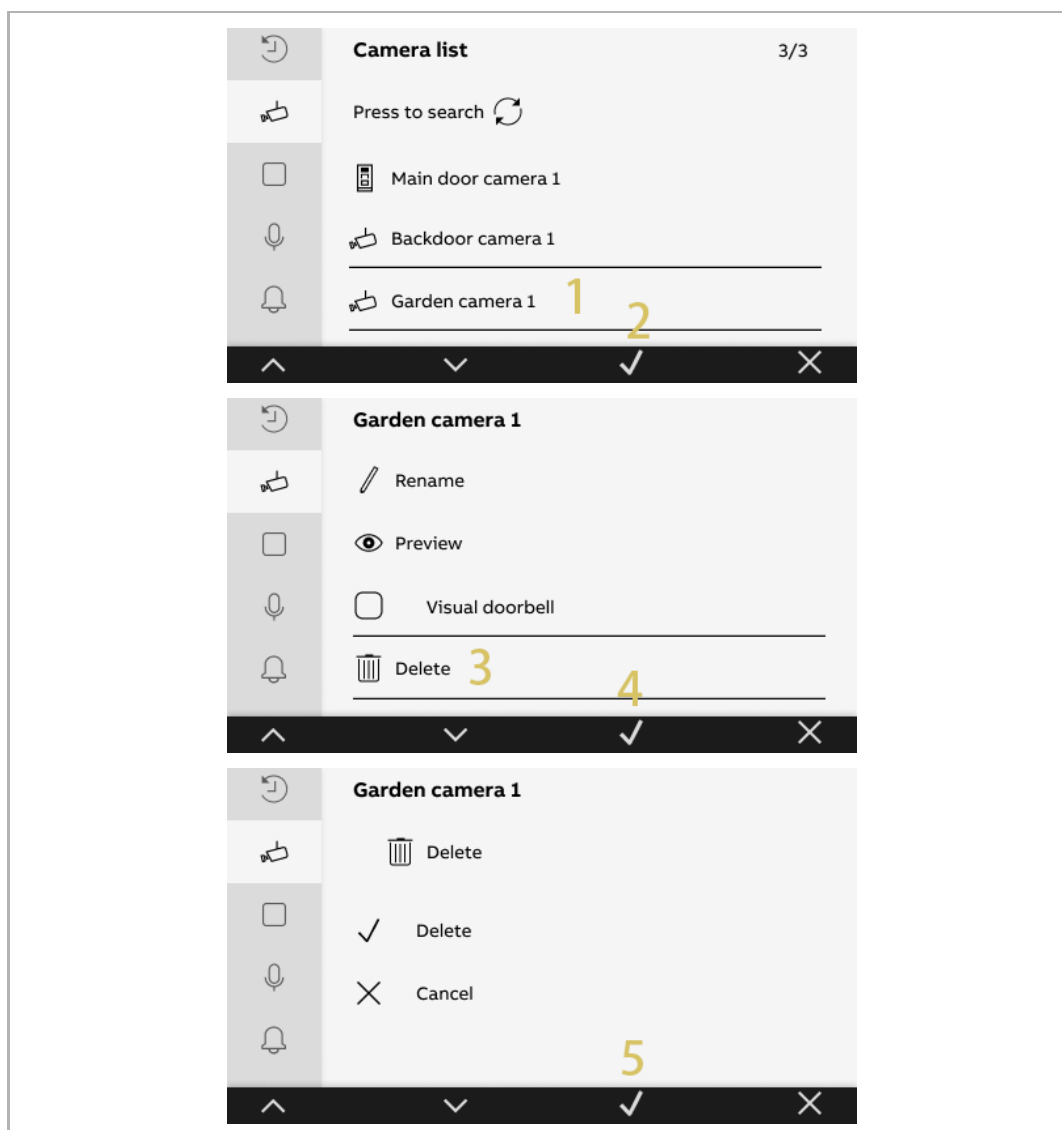 Camera list 3/3
Press to search
Main door camera 1
Backdoor camera 1
Garden camera 1 1
2
Garden camera 1
Rename
Preview
Visual doorbell
Delete 3
4
Garden camera 1
Delete
Delete
Cancel
5